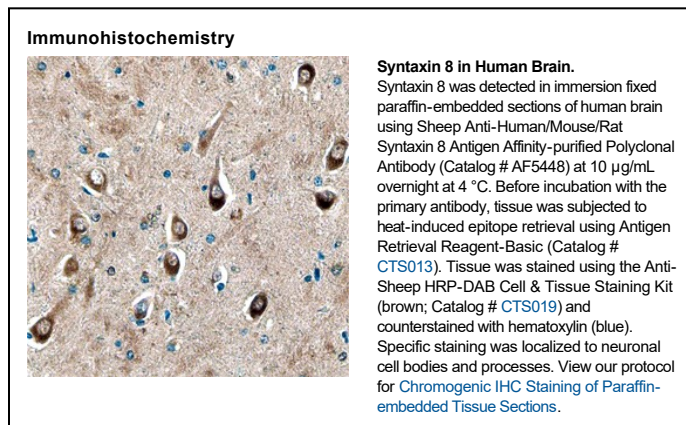 Immunohistochemistry
Syntaxin 8 in Human Brain.
Syntaxin 8 was detected in immersion fixed
paraffin-embedded sections of human brain
using Sheep Anti-Human/Mouse/Rat
Syntaxin 8 Antigen Affinity-purified Polyclonal
Antibody (Catalog # AF5448) at 10 µg/mL
overnight at 4 °C. Before incubation with the
primary antibody, tissue was subjected to
heat-induced epitope retrieval using Antigen
Retrieval Reagent-Basic (Catalog #
CTS013). Tissue was stained using the Anti-
Sheep HRP-DAB Cell & Tissue Staining Kit
(brown; Catalog # CTS019) and
counterstained with hematoxylin (blue).
Specific staining was localized to neuronal
cell bodies and processes. View our protocol
for Chromogenic IHC Staining of Paraffin-
embedded Tissue Sections.